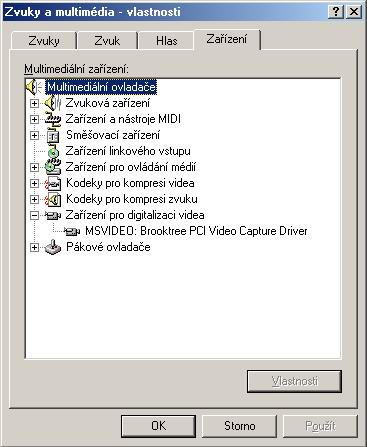 Zvuky a multimédia - vlastnosti
Zvuky
Zvuk
Hlas
Zařízení
Multimediální zařízení:
Multimediální ovladače
Zvuková zařízení
Zařízení a nástroje MIDI
Směšovací zařízení
Zařízení linkového vstupu
Zařízení pro ovládání médií
Kodeky pro kompresi videa
Kodeky pro kompresi zvuku
Zařízení pro digitalizaci videa
MSVIDEO: Brooktree PCI Video Capture Driver
Pákové ovladače
Vlastnosti
OK
Storno
Použít